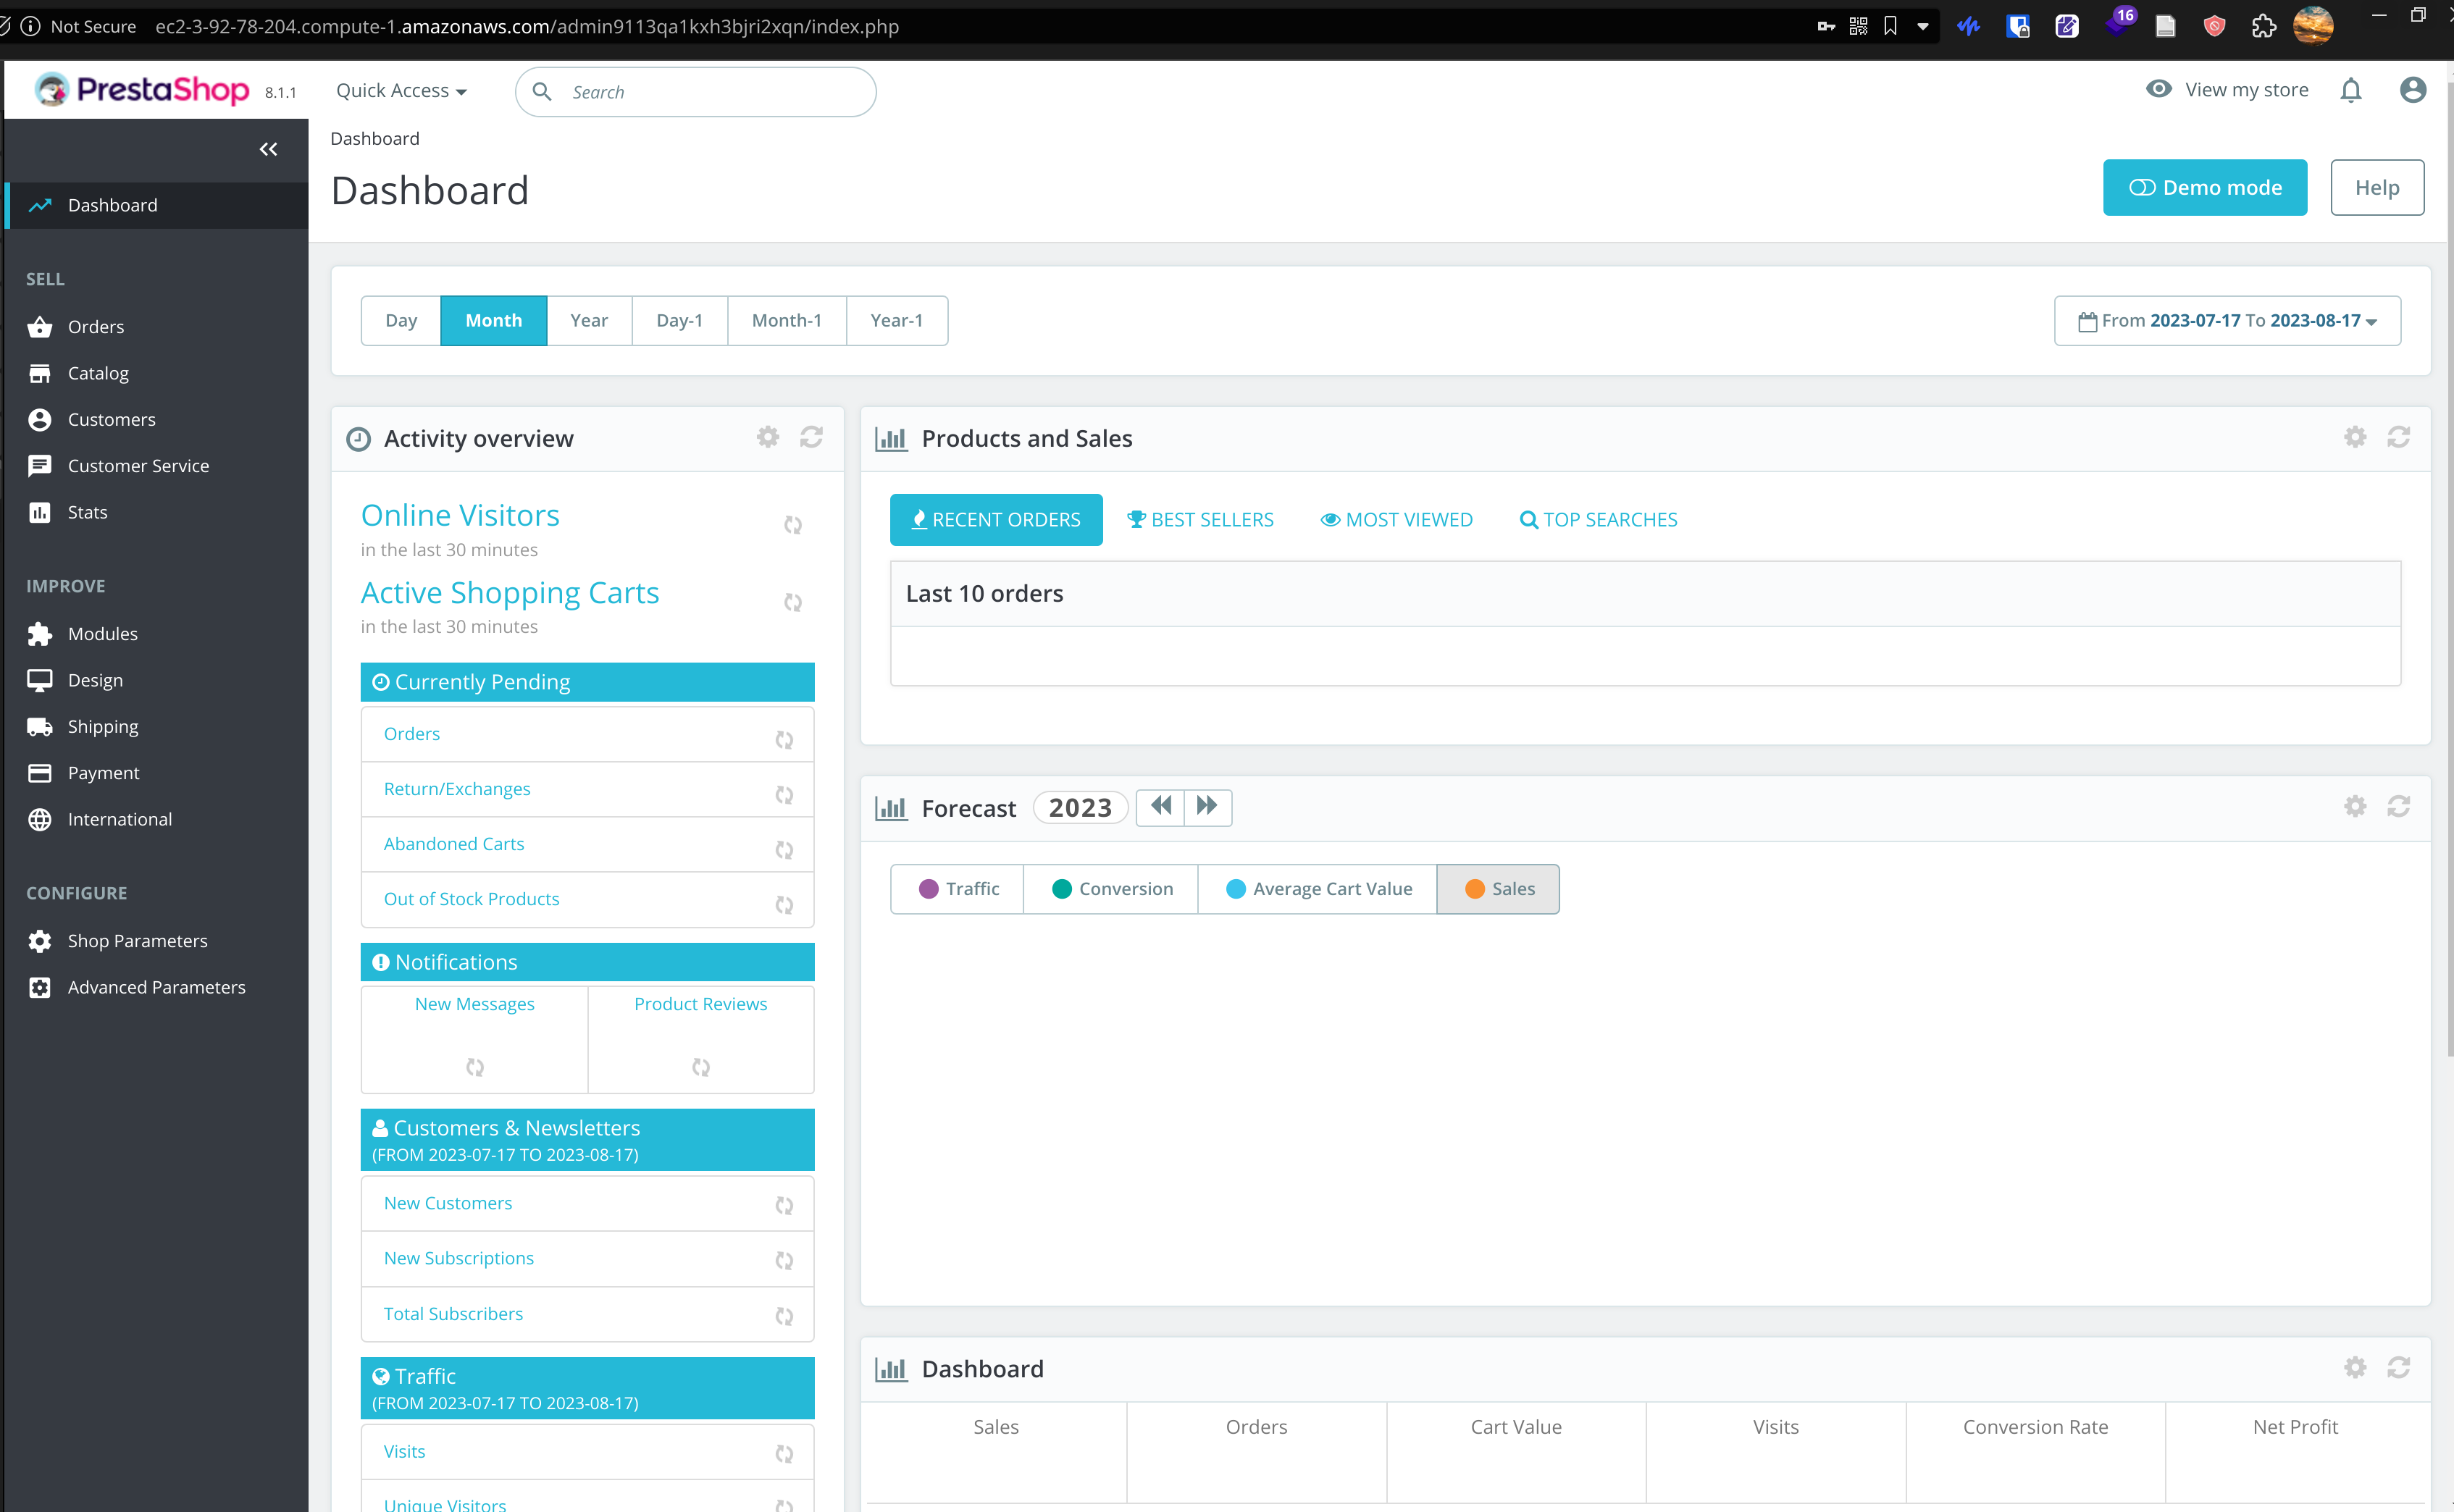 Not Secure ec2-3-92-78-204.compute-1.amazonaws.com/admin9113qa1kxh3bjri2xqn/index.php
16
PrestaShop 8.1.1 Quick Access Search View my store
Dashboard
Dashboard
Demo mode Help
Dashboard
SELL
Orders
Catalog
Customers
Customer Service
Stats
IMPROVE
Modules
Design
Shipping
Payment
International
CONFIGURE
Shop Parameters
Advanced Parameters
Day Month Year Day-1 Month-1 Year-1
From 2023-07-17 To 2023-08-17
Activity overview
Online Visitors
in the last 30 minutes
Active Shopping Carts
in the last 30 minutes
Currently Pending
Orders
Return/Exchanges
Abandoned Carts
Out of Stock Products
Notifications
New Messages Product Reviews
Customers & Newsletters
(FROM 2023-07-17 TO 2023-08-17)
New Customers
New Subscriptions
Total Subscribers
Traffic
(FROM 2023-07-17 TO 2023-08-17)
Visits
Unique Visitors
Products and Sales
RECENT ORDERS BEST SELLERS MOST VIEWED TOP SEARCHES
Last 10 orders
Forecast 2023
Traffic Conversion Average Cart Value Sales
Dashboard
Sales Orders Cart Value Visits Conversion Rate Net Profit